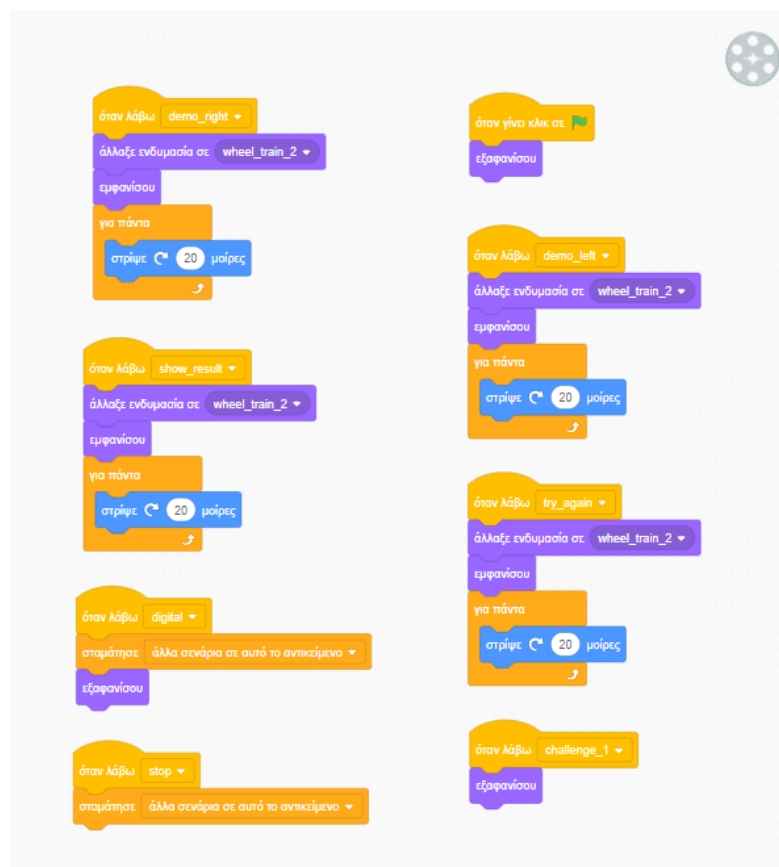 όταν λάβω demo_right
άλλαξε ενδυμασία σε wheel_train_2
εμφανίσου
για πάντα
στρίψε 20 μοίρες
όταν λάβω show_result
άλλαξε ενδυμασία σε wheel_train_2
εμφανίσου
για πάντα
στρίψε 20 μοίρες
όταν λάβω digital
σταμάτησε άλλα σενάρια σε αυτό το αντικείμενο
εξαφανίσου
όταν λάβω stop
σταμάτησε άλλα σενάρια σε αυτό το αντικείμενο
όταν γίνει κλικ σε
εξαφανίσου
όταν λάβω demo_left
άλλαξε ενδυμασία σε wheel_train_2
εμφανίσου
για πάντα
στρίψε 20 μοίρες
όταν λάβω try_again
άλλαξε ενδυμασία σε wheel_train_2
εμφανίσου
για πάντα
στρίψε 20 μοίρες
όταν λάβω challenge_1
εξαφανίσου